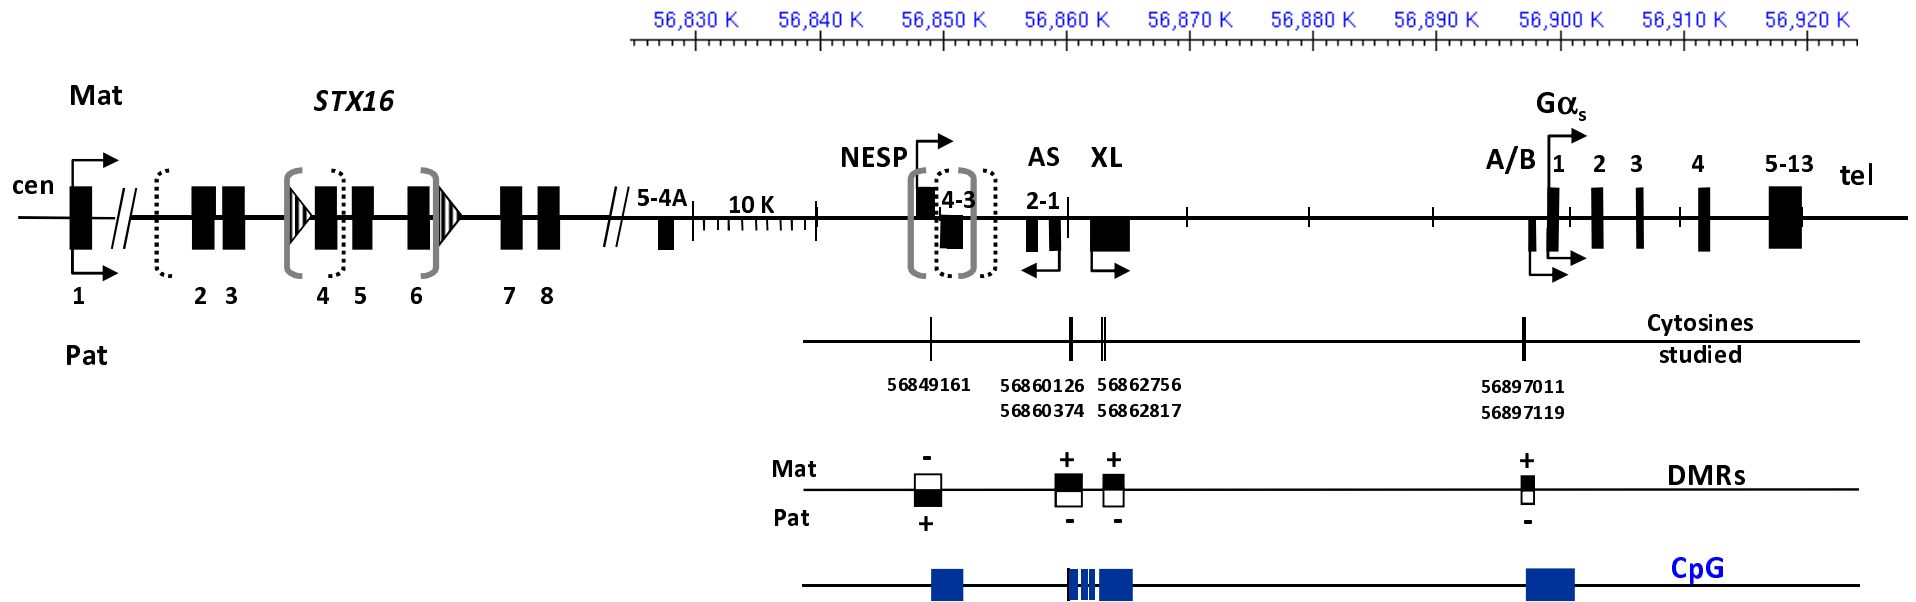 56,830 K 56,840 K 56,850 K 56,860 K 56,870 K 56,880 K 56,890 K 56,900 K 56,910 K 56,920 K
Mat STX16 Gαs
NESP AS XL A/B 1 2 3 4 5-13
cen 5-4A 10 K 4-3 2-1 tel
1 2 3 4 5 6 7 8
Pat
Cytosines
studied
56849161 56860126 56862756 56897011
56860374 56862817 56897119
- + + +
Mat DMRs
Pat
+ - - -
CpG